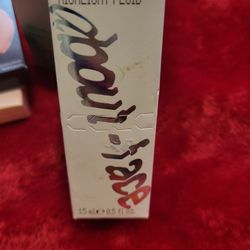 HIGHLIGHT FLUID
about-face
15 ml e 0.5 fl oz